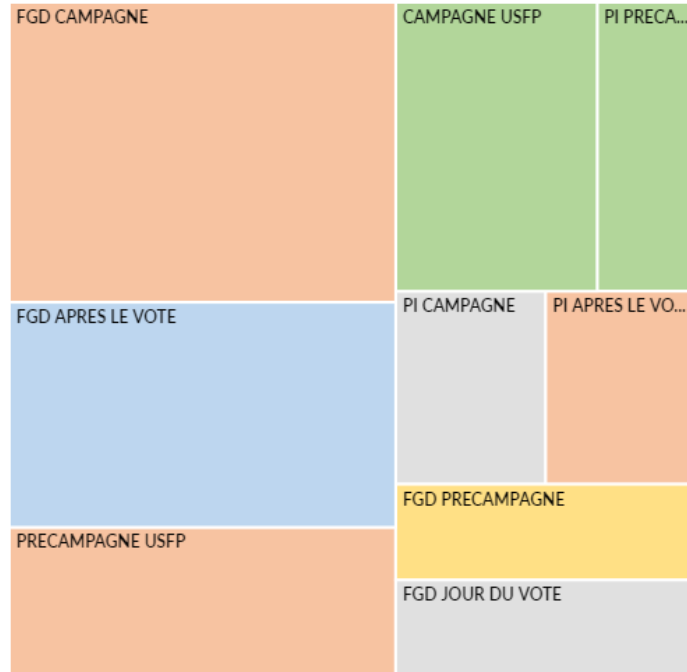 FGD CAMPAGNE
CAMPAGNE USFP
PI PRECA...
FGD APRES LE VOTE
PI CAMPAGNE
PI APRES LE VO...
FGD PRECAMPAGNE
PRECAMPAGNE USFP
FGD JOUR DU VOTE